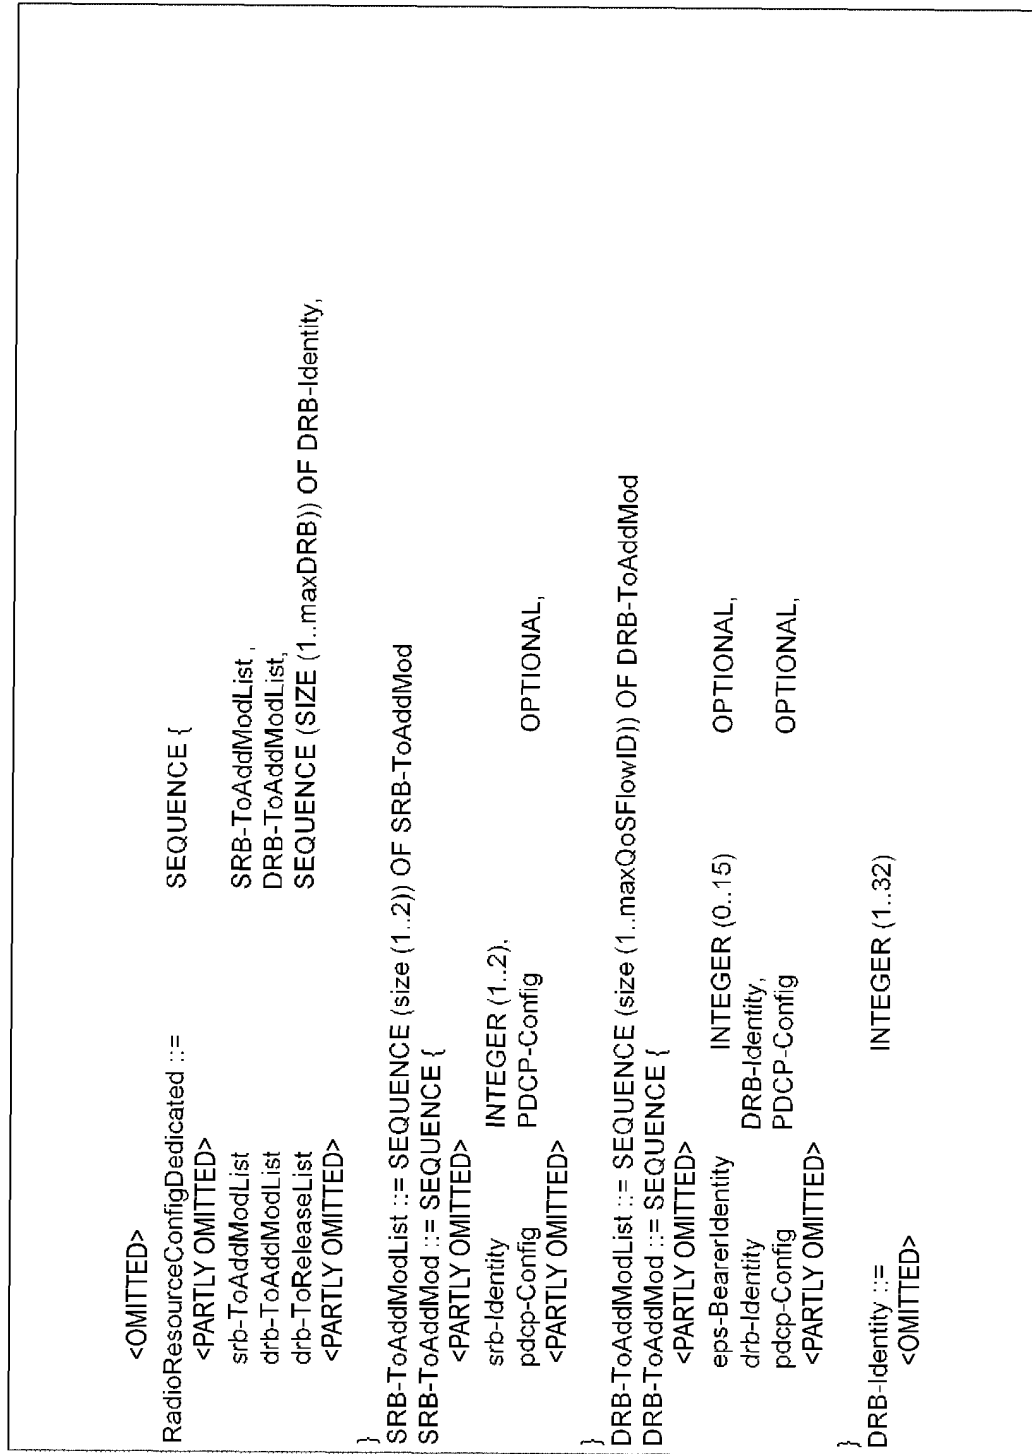 <OMITTED>
RadioResourceConfigDedicated ::= SEQUENCE {
<PARTLY OMITTED>
srb-ToAddModList SRB-ToAddModList ,
drb-ToAddModList DRB-ToAddModList,
drb-ToReleaseList SEQUENCE (SIZE (1..maxDRB)) OF DRB-Identity,
<PARTLY OMITTED>
}
SRB-ToAddModList ::= SEQUENCE (size (1..2)) OF SRB-ToAddMod
SRB-ToAddMod ::= SEQUENCE {
<PARTLY OMITTED>
srb-Identity INTEGER (1..2),
pdcp-Config PDCP-Config OPTIONAL,
<PARTLY OMITTED>
}
DRB-ToAddModList ::= SEQUENCE (size (1..maxQoSFlowID)) OF DRB-ToAddMod
DRB-ToAddMod ::= SEQUENCE {
<PARTLY OMITTED>
eps-BearerIdentity INTEGER (0..15) OPTIONAL,
drb-Identity DRB-Identity,
pdcp-Config PDCP-Config OPTIONAL,
<PARTLY OMITTED>
}
DRB-Identity ::= INTEGER (1..32)
<OMITTED>